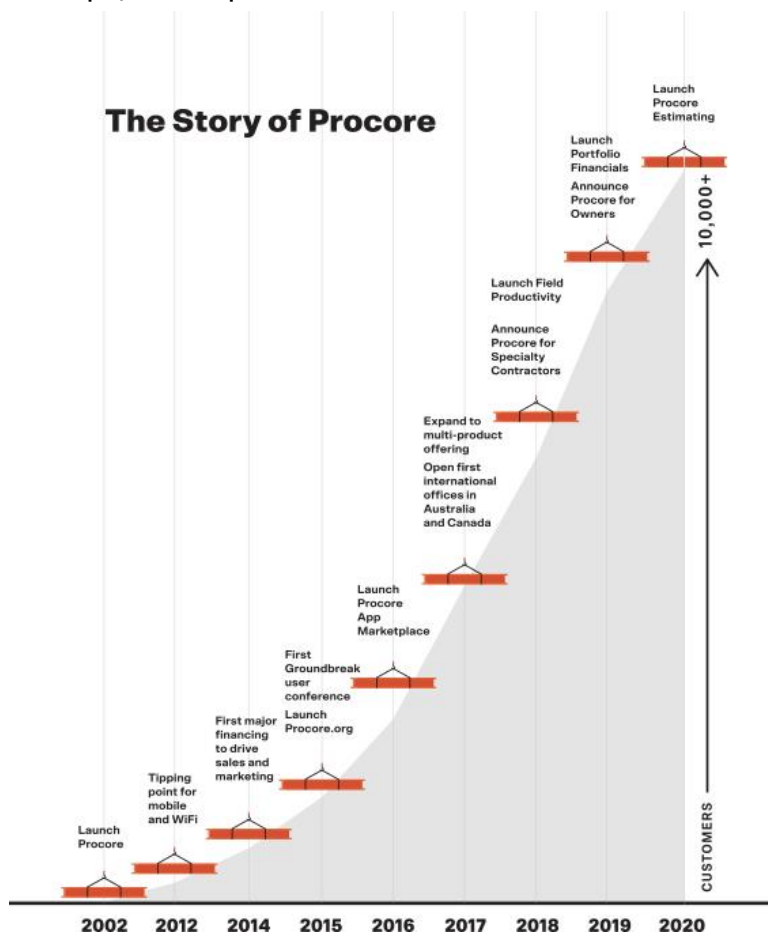 The Story of Procore
Launch
Procore
Tipping
point for
mobile
and WiFi
First major
financing
to drive
sales and
marketing
First
Groundbreak
user
conference
Launch
Procore.org
Launch
Procore
App
Marketplace
Expand to
multi-product
offering
Open first
international
offices in
Australia
and Canada
Launch Field
Productivity
Announce
Procore for
Specialty
Contractors
Launch
Portfolio
Financials
Announce
Procore for
Owners
Launch
Procore
Estimating
10,000+
CUSTOMERS
2002 2012 2014 2015 2016 2017 2018 2019 2020